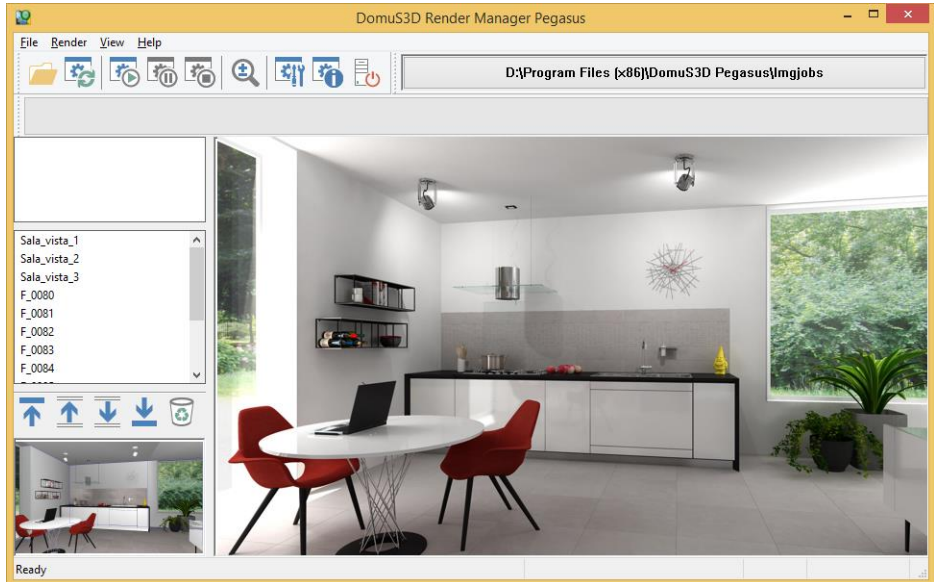 DomuS3D Render Manager Pegasus
File Render View Help
D:\Program Files (x86)\DomuS3D Pegasus\Imgjobs
Sala_vista_1
Sala_vista_2
Sala_vista_3
F_0080
F_0081
F_0082
F_0083
F_0084
Ready